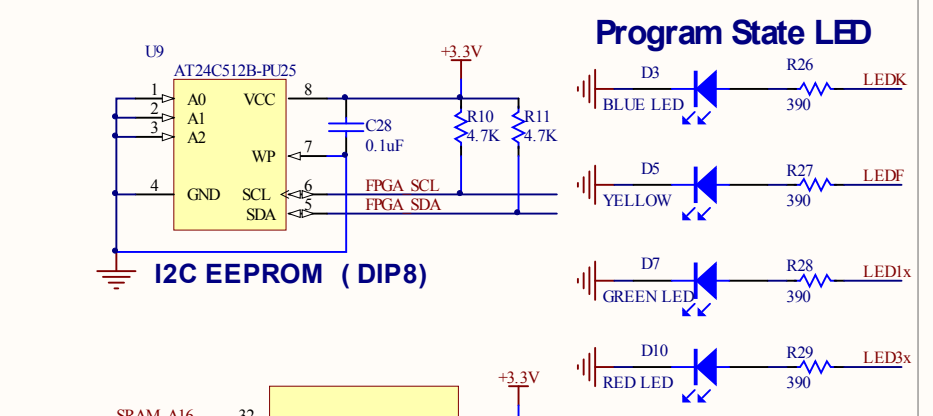 Program State LED
U9
AT24C512B-PU25
+3.3V
1
A0
VCC
8
2
A1
3
A2
C28
0.1uF
R10
4.7K
R11
4.7K
WP
7
4
GND
SCL
6
FPGA SCL
SDA
5
FPGA SDA
I2C EEPROM ( DIP8)
D3
BLUE LED
R26
390
LEDK
D5
YELLOW
R27
390
LEDF
D7
GREEN LED
R28
390
LED1x
D10
RED LED
R29
390
LED3x
+3.3V
SRAM A16
32